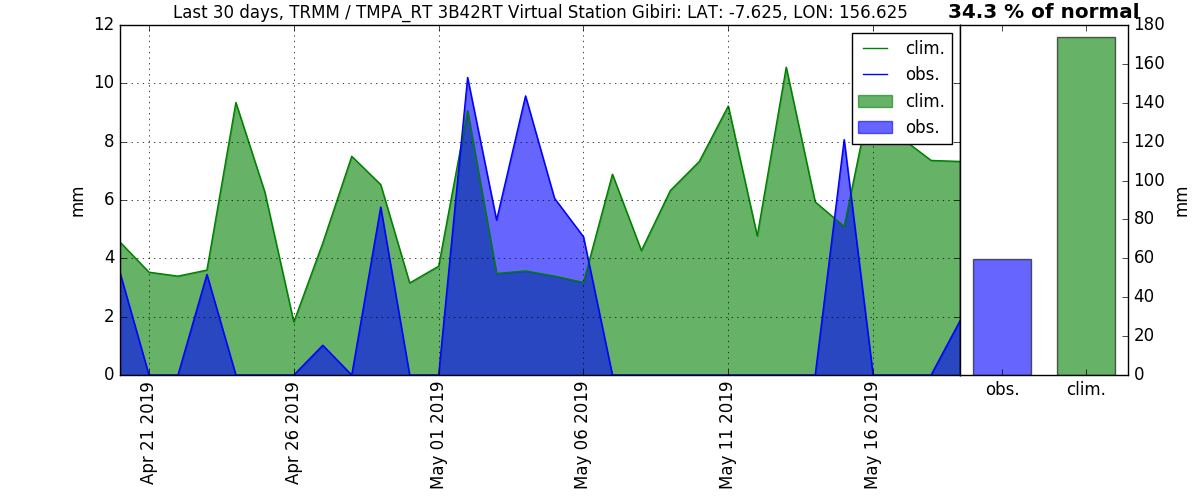 Last 30 days, TRMM / TMPA_RT 3B42RT Virtual Station Gibiri: LAT: -7.625, LON: 156.625
34.3 % of normal
12
10
8
6
4
2
0
mm
clim.
obs.
clim.
obs.
Apr 21 2019
Apr 26 2019
May 01 2019
May 06 2019
May 11 2019
May 16 2019
180
160
140
120
100
80
60
40
20
0
mm
obs.
clim.